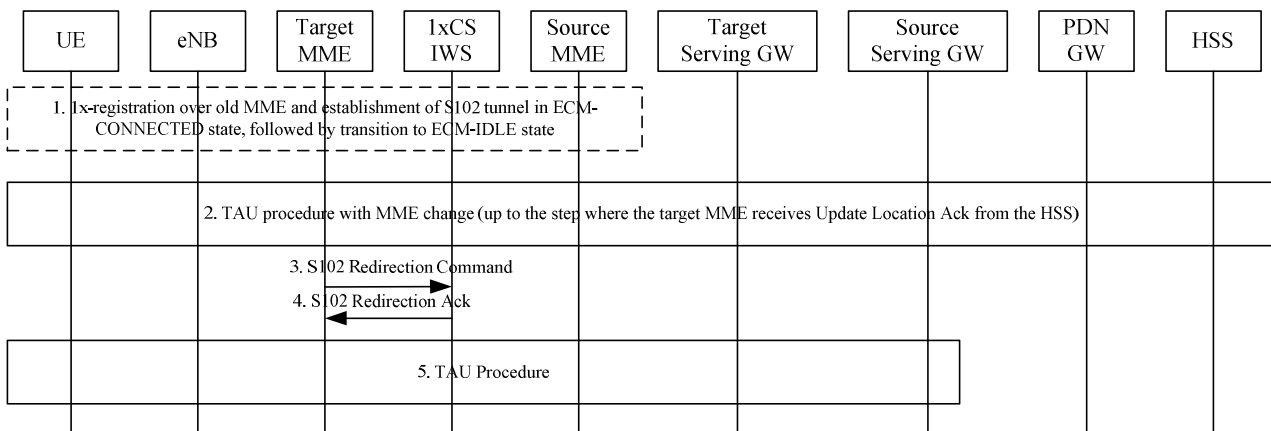 UE
eNB
Target
MME
1xCS
IWS
Source
MME
Target
Serving GW
Source
Serving GW
PDN
GW
HSS
1. 1x-registration over old MME and establishment of S102 tunnel in ECM-
CONNECTED state, followed by transition to ECM-IDLE state
2. TAU procedure with MME change (up to the step where the target MME receives Update Location Ack from the HSS)
3. S102 Redirection Command
4. S102 Redirection Ack
5. TAU Procedure